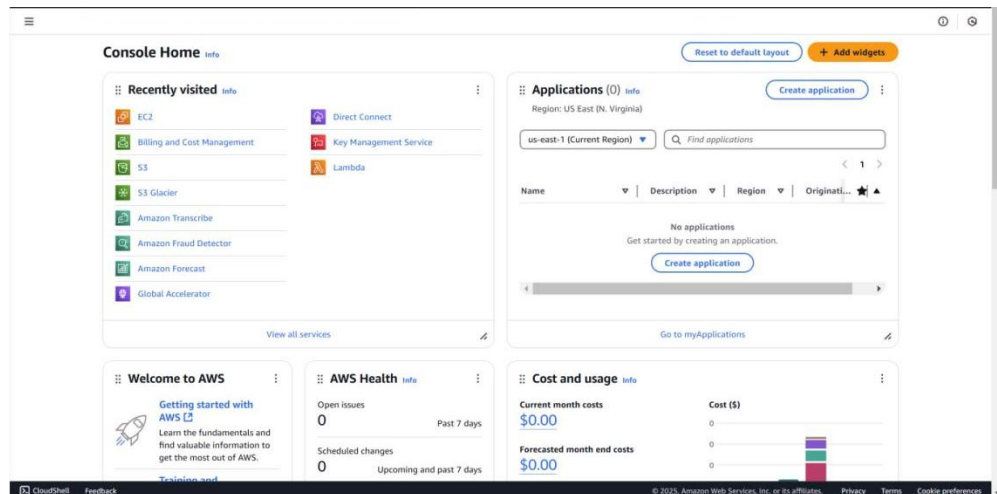 Console Home Info
Reset to default layout
+ Add widgets
Recently visited Info
EC2
Billing and Cost Management
S3
S3 Glacier
Amazon Transcribe
Amazon Fraud Detector
Amazon Forecast
Global Accelerator
Direct Connect
Key Management Service
Lambda
View all services
Applications (0) Info
Create application
Region: US East (N. Virginia)
us-east-1 (Current Region)
Find applications
1
Name Description Region Originati...
No applications
Get started by creating an application.
Create application
Go to myApplications
Welcome to AWS
Getting started with
AWS
Learn the fundamentals and
find valuable information to
get the most out of AWS.
Training and
AWS Health Info
Open issues
0 Past 7 days
Scheduled changes
0 Upcoming and past 7 days
Cost and usage Info
Current month costs
$0.00
Forecasted month end costs
$0.00
Cost ($)
0
0
0
CloudShell Feedback
© 2025, Amazon Web Services, Inc. or its affiliates. Privacy Terms Cookie preferences